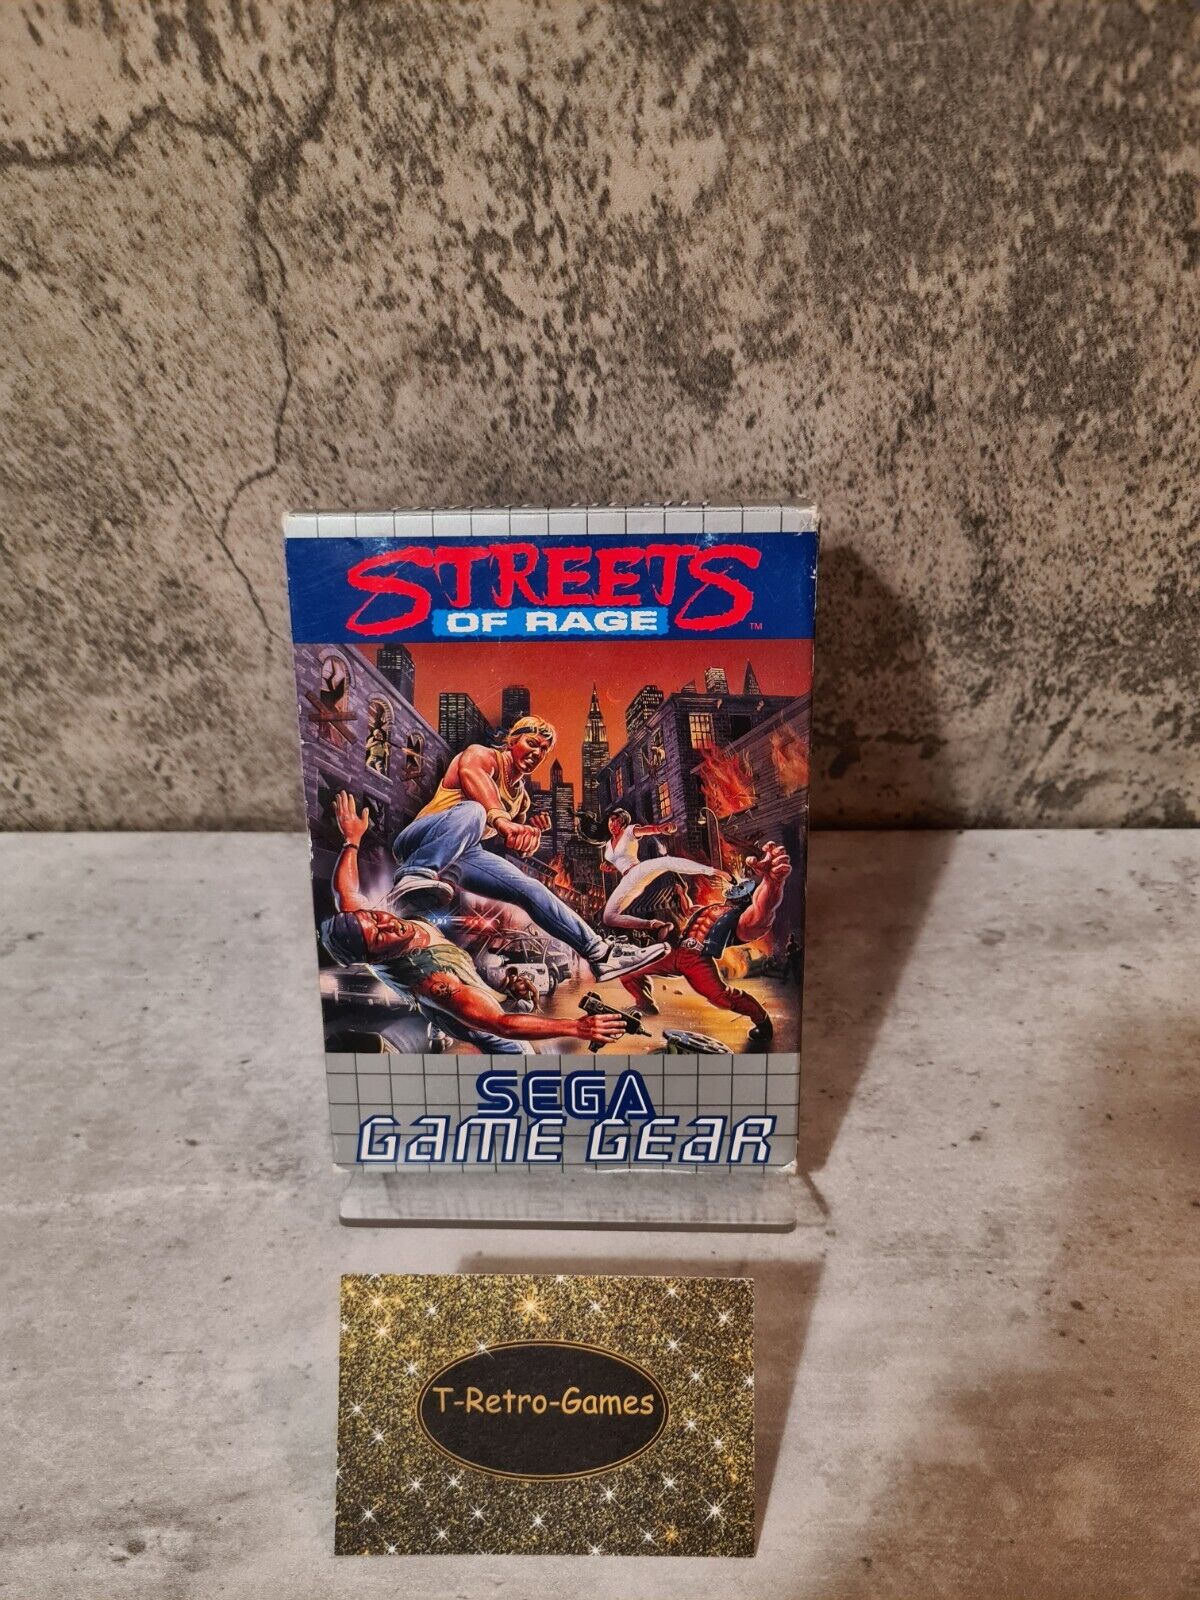 STREETS
OF RAGE
TM
SEGA
GAME GEAR
T-Retro-Games